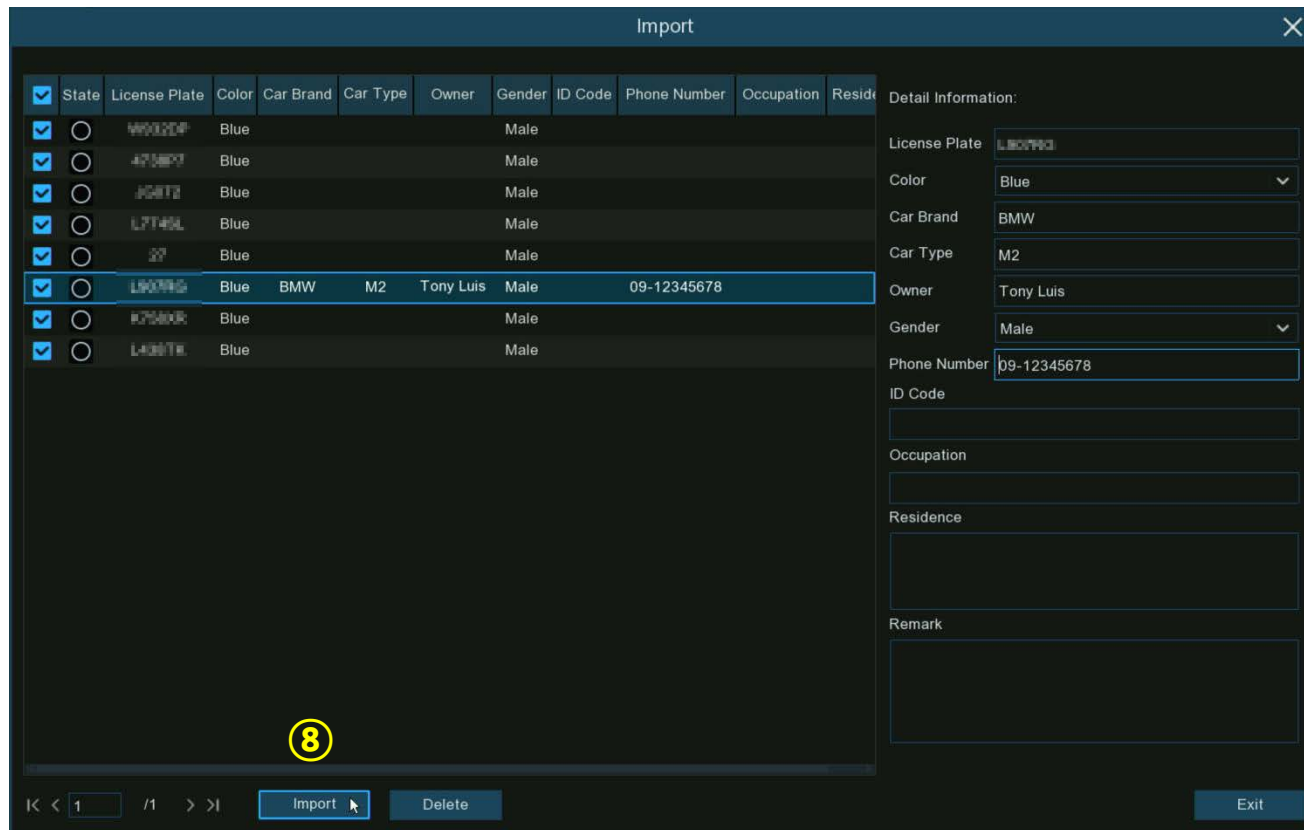 Import
State License Plate Color Car Brand Car Type Owner Gender ID Code Phone Number Occupation Reside
Blue Male
Blue Male
Blue Male
Blue Male
Blue Male
Blue BMW M2 Tony Luis Male 09-12345678
Blue Male
Blue Male
Detail Information:
License Plate
Color Blue
Car Brand BMW
Car Type M2
Owner Tony Luis
Gender Male
Phone Number 09-12345678
ID Code
Occupation
Residence
Remark
⑧
1 /1 Import Delete Exit